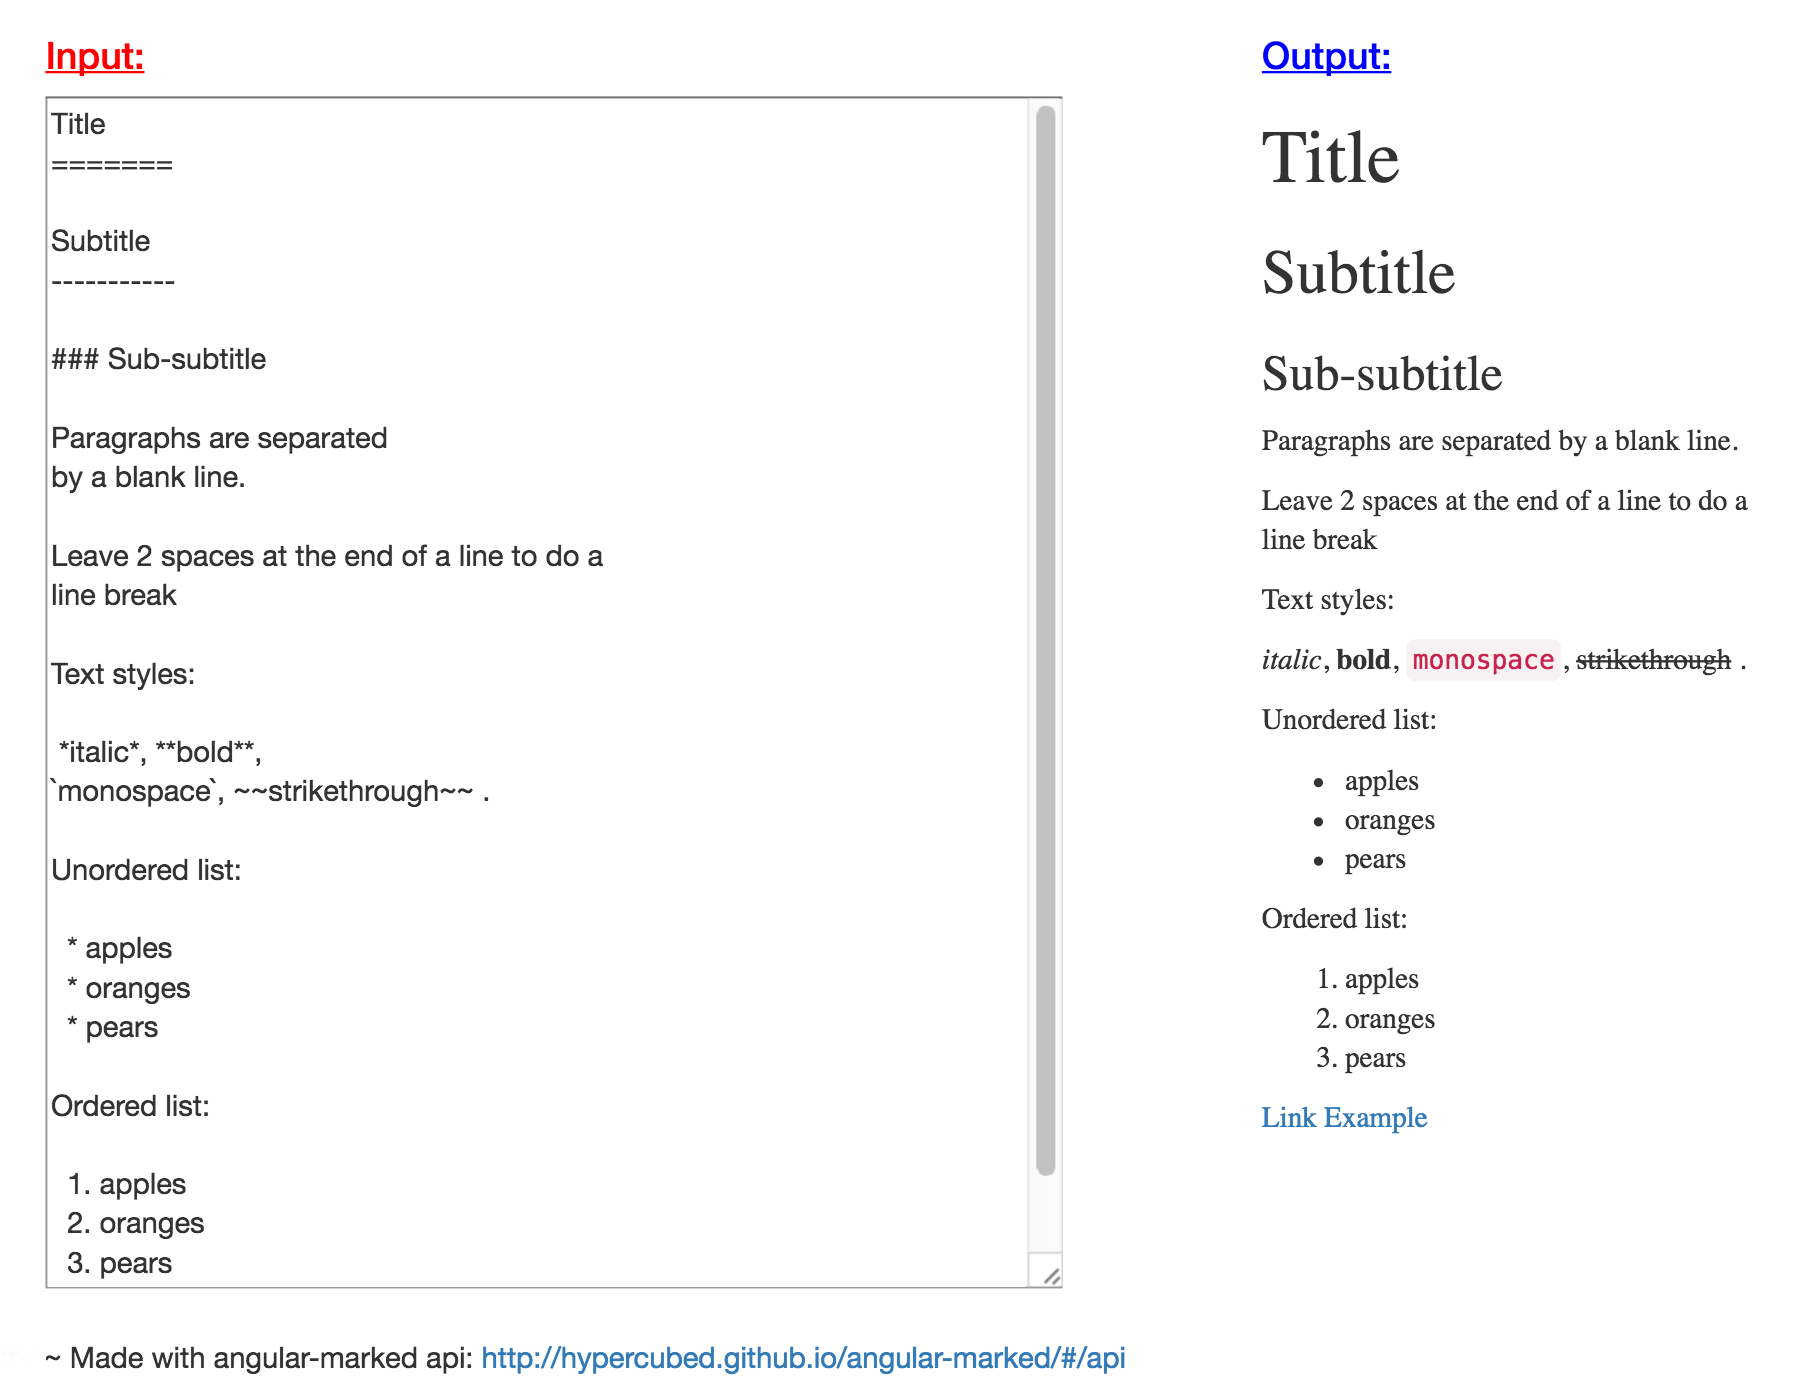 Input:
Title
=======
Subtitle
-----------
### Sub-subtitle
Paragraphs are separated
by a blank line.
Leave 2 spaces at the end of a line to do a
line break
Text styles:
*italic*, **bold**,
`monospace`, ~~strikethrough~~ .
Unordered list:
* apples
* oranges
* pears
Ordered list:
1. apples
2. oranges
3. pears
Output:
Title
Subtitle
Sub-subtitle
Paragraphs are separated by a blank line.
Leave 2 spaces at the end of a line to do a
line break
Text styles:
italic, bold, monospace, strikethrough .
Unordered list:
• apples
• oranges
• pears
Ordered list:
1. apples
2. oranges
3. pears
Link Example
~ Made with angular-marked api: http://hypercubed.github.io/angular-marked/#/api